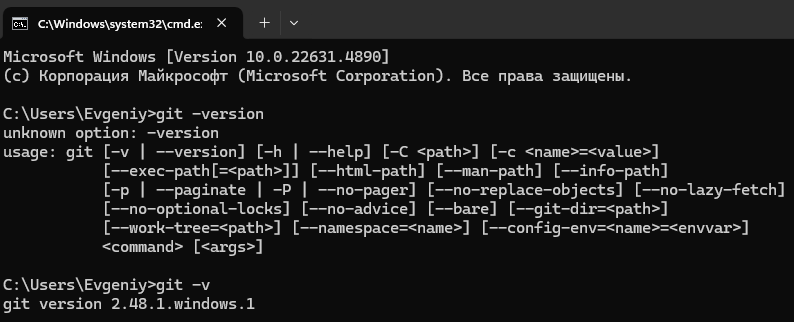 C:\Windows\system32\cmd.e:
Microsoft Windows [Version 10.0.22631.4890]
(c) Корпорация Майкрософт (Microsoft Corporation). Все права защищены.
C:\Users\Evgeniy>git -version
unknown option: -version
usage: git [-v | --version] [-h | --help] [-C <path>] [-c <name>=<value>]
[--exec-path[=<path>]] [--html-path] [--man-path] [--info-path]
[-p | --paginate | -P | --no-pager] [--no-replace-objects] [--no-lazy-fetch]
[--no-optional-locks] [--no-advice] [--bare] [--git-dir=<path>]
[--work-tree=<path>] [--namespace=<name>] [--config-env=<name>=<envvar>]
<command> [<args>]
C:\Users\Evgeniy>git -v
git version 2.48.1.windows.1